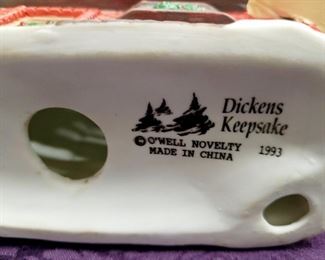 Dickens
Keepsake
© O'WELL NOVELTY
MADE IN CHINA 1993